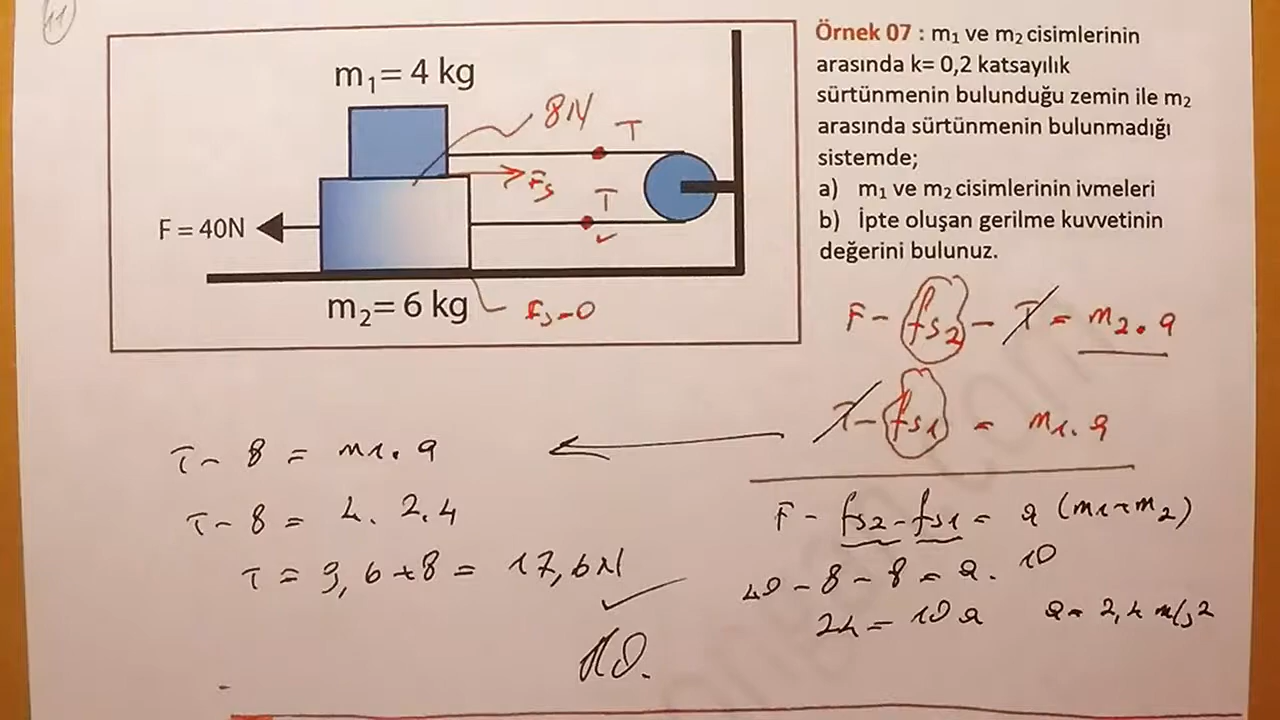 11
Örnek 07 : m₁ ve m₂ cisimlerinin
arasında k= 0,2 katsayılık
sürtünmenin bulunduğu zemin ile m₂
arasında sürtünmenin bulunmadığı
sistemde;
a) m₁ ve m₂ cisimlerinin ivmeleri
b) İpte oluşan gerilme kuvvetinin
değerini bulunuz.
m₁= 4 kg
8N
T
fs
T
F = 40N
m₂= 6 kg
fs=0
F - fs2 - T = m2.a
T - fs1 = m1.a
F - fs2 - fs1 = a (m1+m2)
40 - 8 - 8 = a. 10
24 = 10 a a= 2,4 m/s2
T - 8 = m1.a
T - 8 = 4. 2,4
T = 9,6+8 = 17,6N